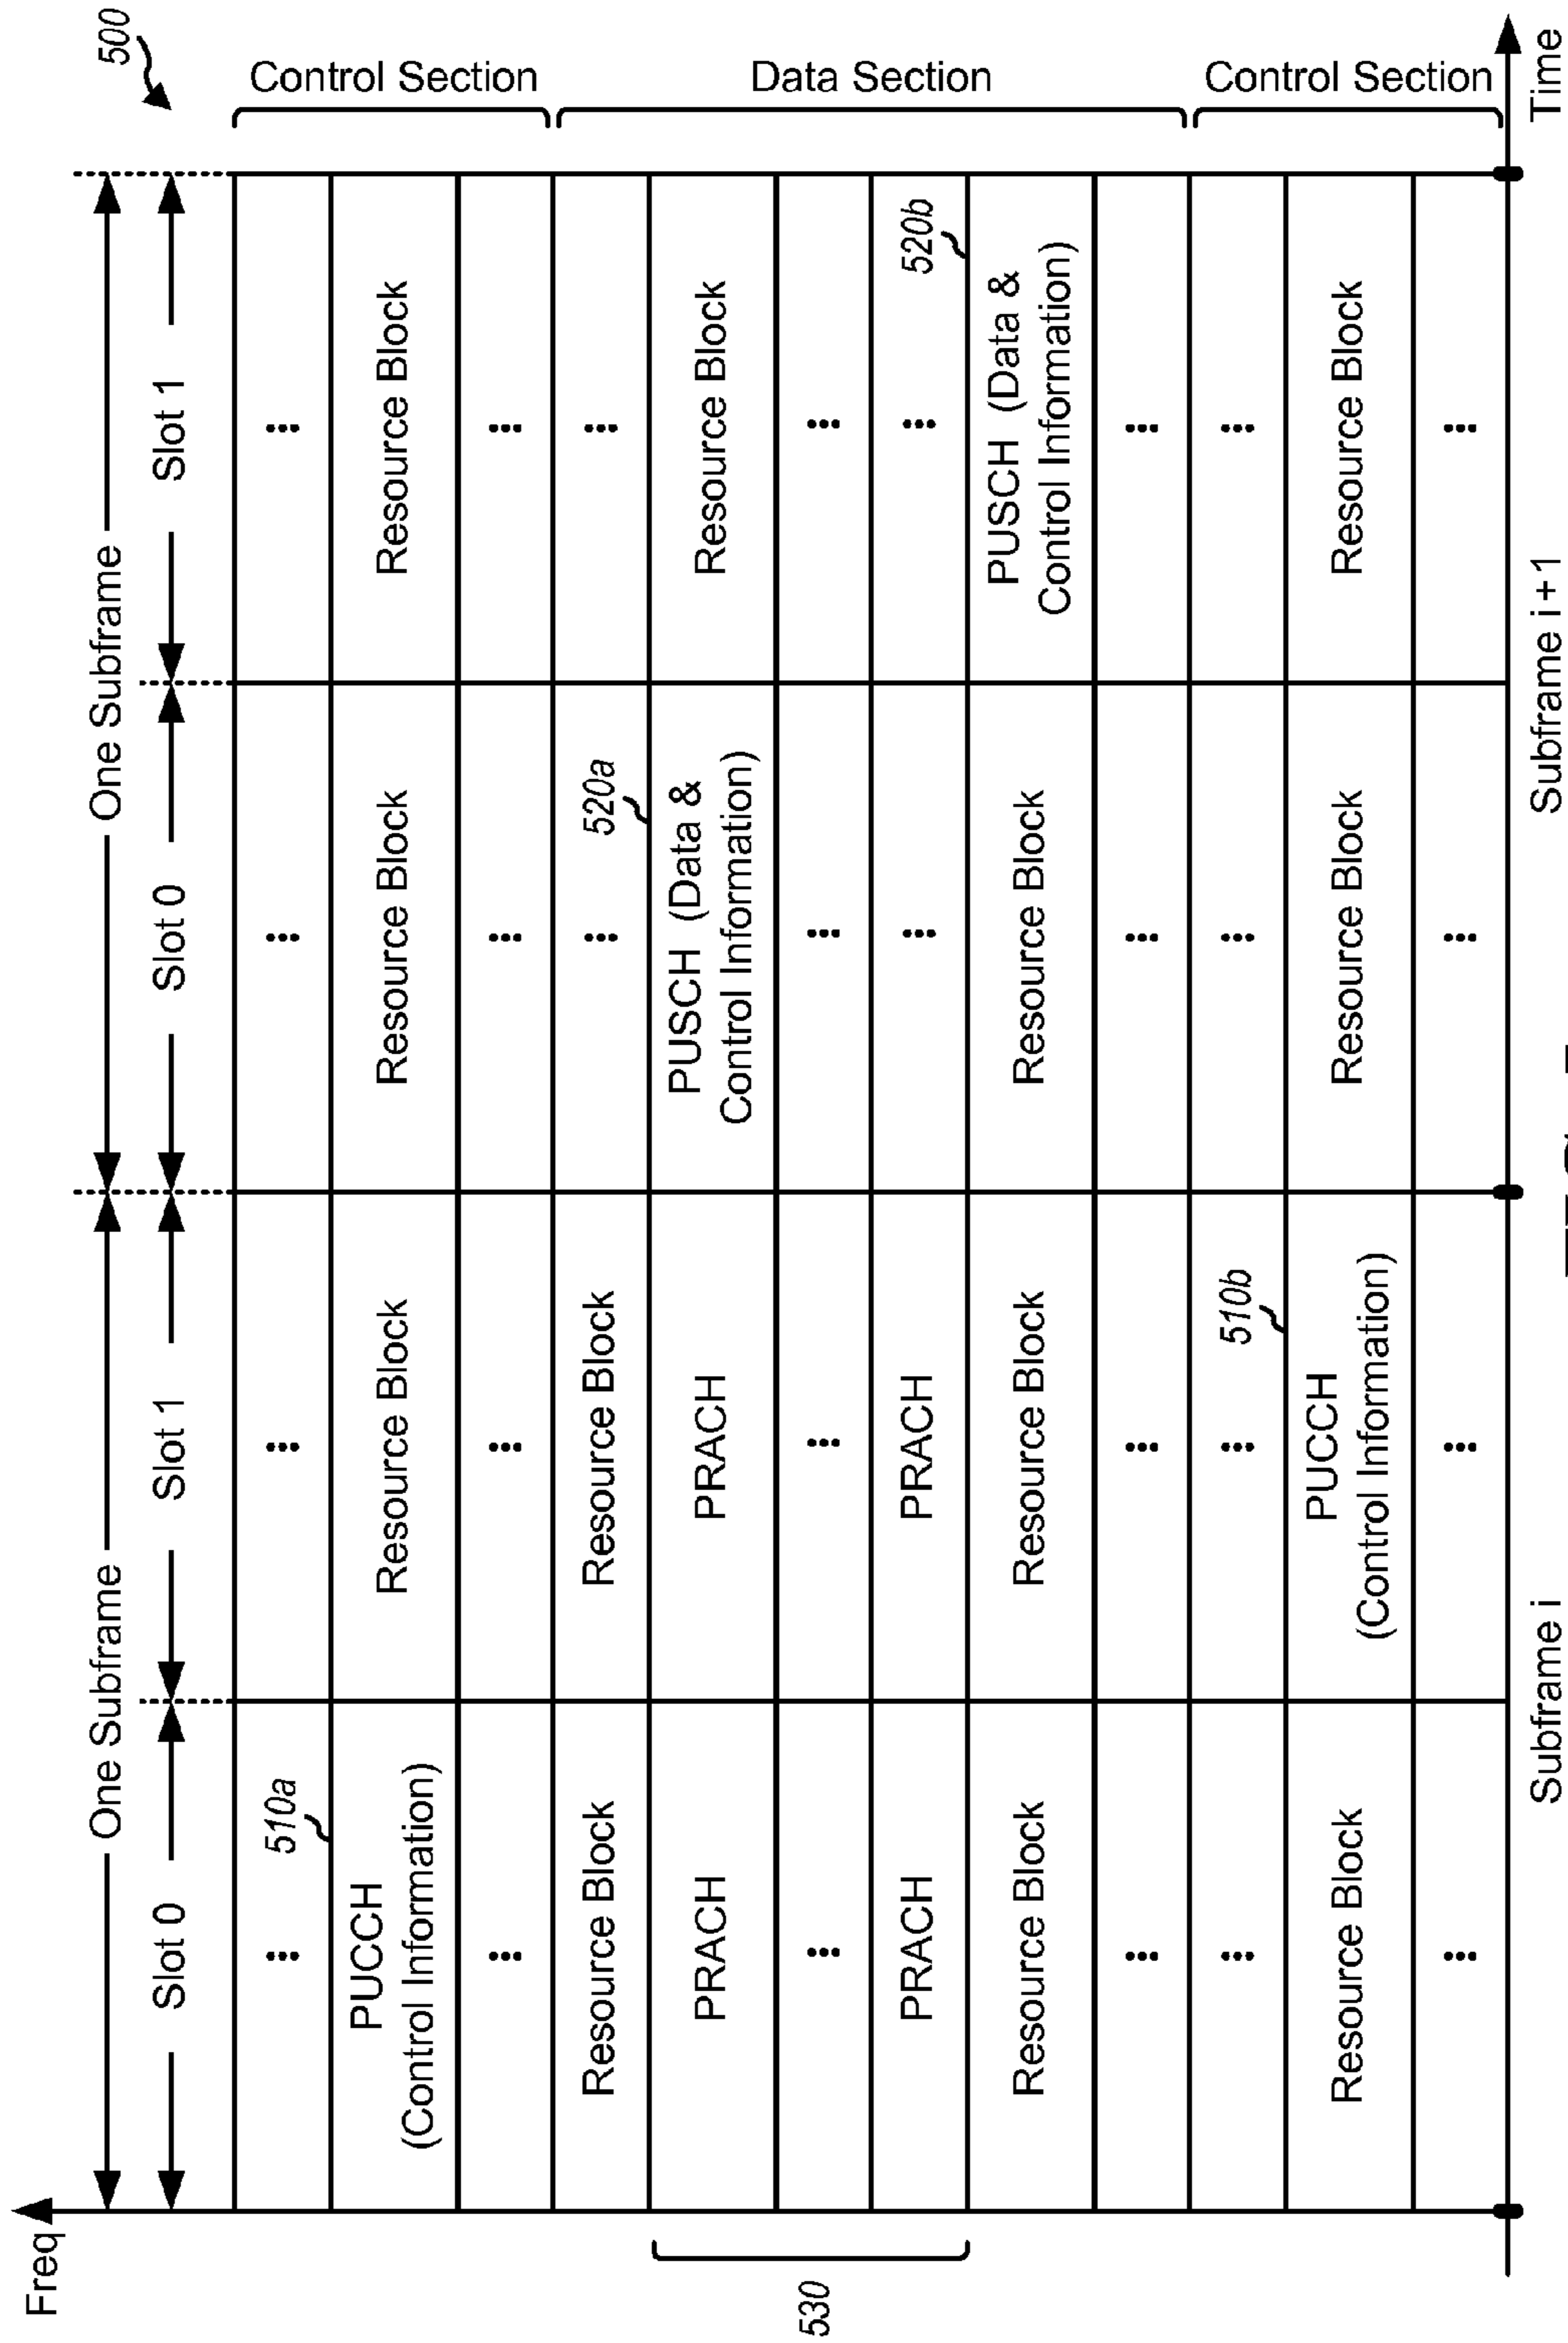 500
Freq
One Subframe
One Subframe
Slot 0
Slot 1
Slot 0
Slot 1
Control Section
Data Section
Control Section
...
...
...
...
510a
PUCCH
(Control Information)
Resource Block
Resource Block
Resource Block
...
...
...
...
Resource Block
Resource Block
...
...
520a
530
PRACH
PRACH
PUSCH (Data &
Control Information)
Resource Block
...
...
...
...
PRACH
PRACH
...
...
520b
Resource Block
Resource Block
Resource Block
PUSCH (Data &
Control Information)
...
...
...
...
...
...
...
...
510b
Resource Block
PUCCH
(Control Information)
Resource Block
Resource Block
...
...
...
...
Time
Subframe i
Subframe i+1